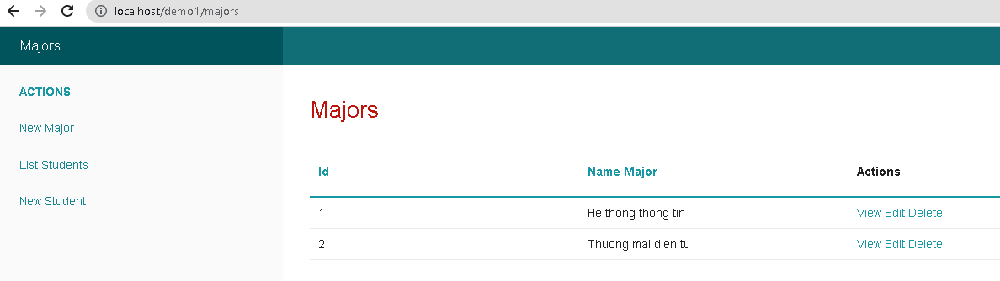 localhost/demo1/majors
Majors
ACTIONS
New Major
List Students
New Student
Majors
Id Name Major Actions
1 He thong thong tin View Edit Delete
2 Thuong mai dien tu View Edit Delete